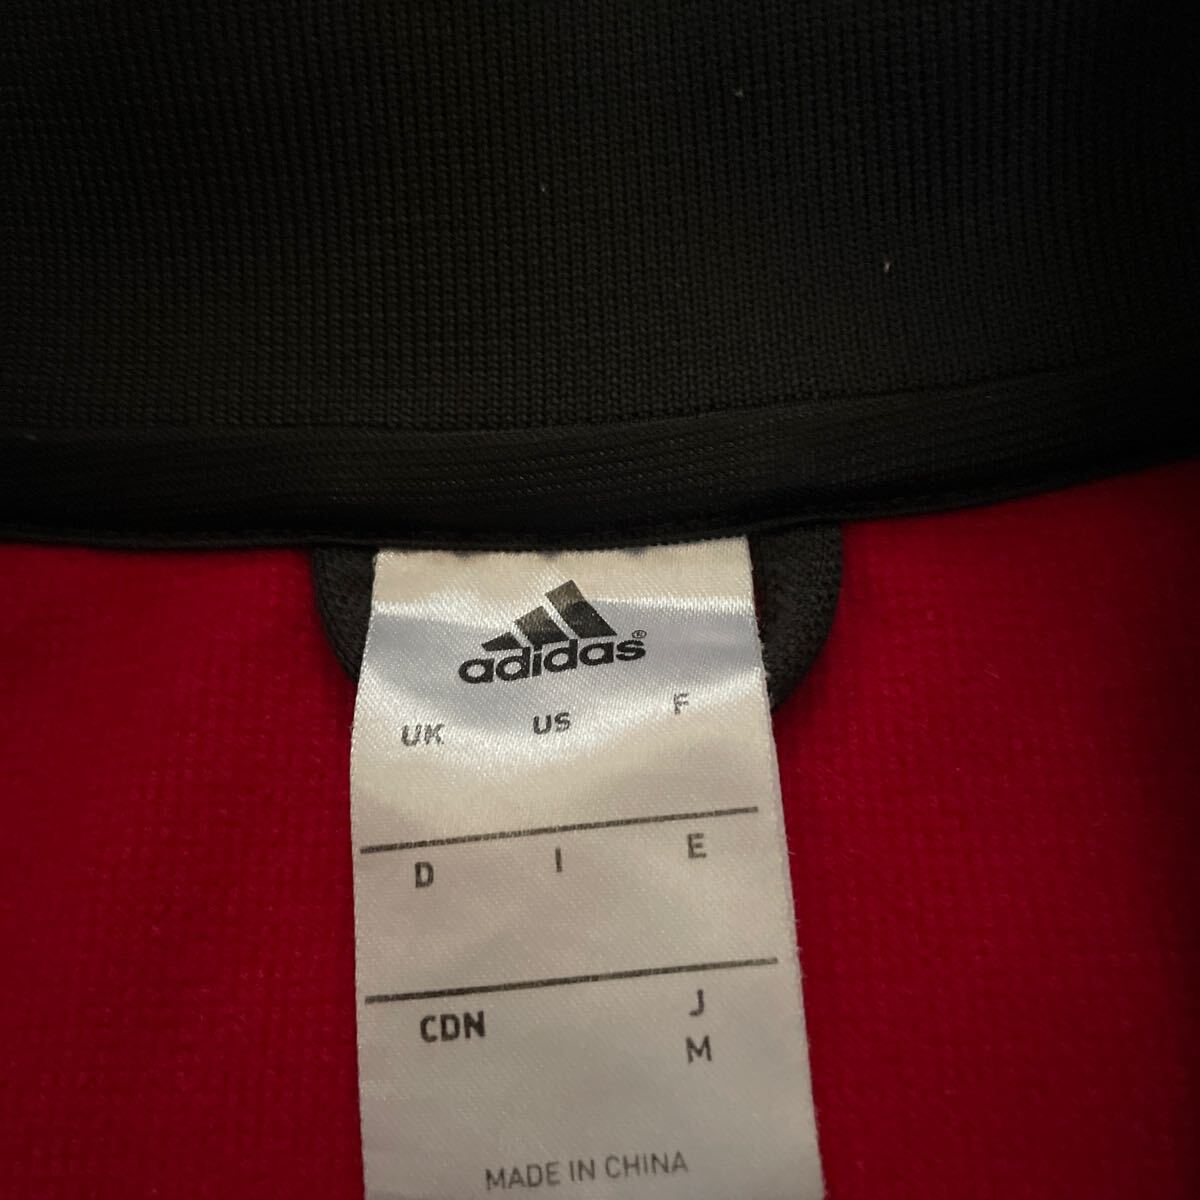 adidas®
UK US F
D I E
CDN J
M
MADE IN CHINA